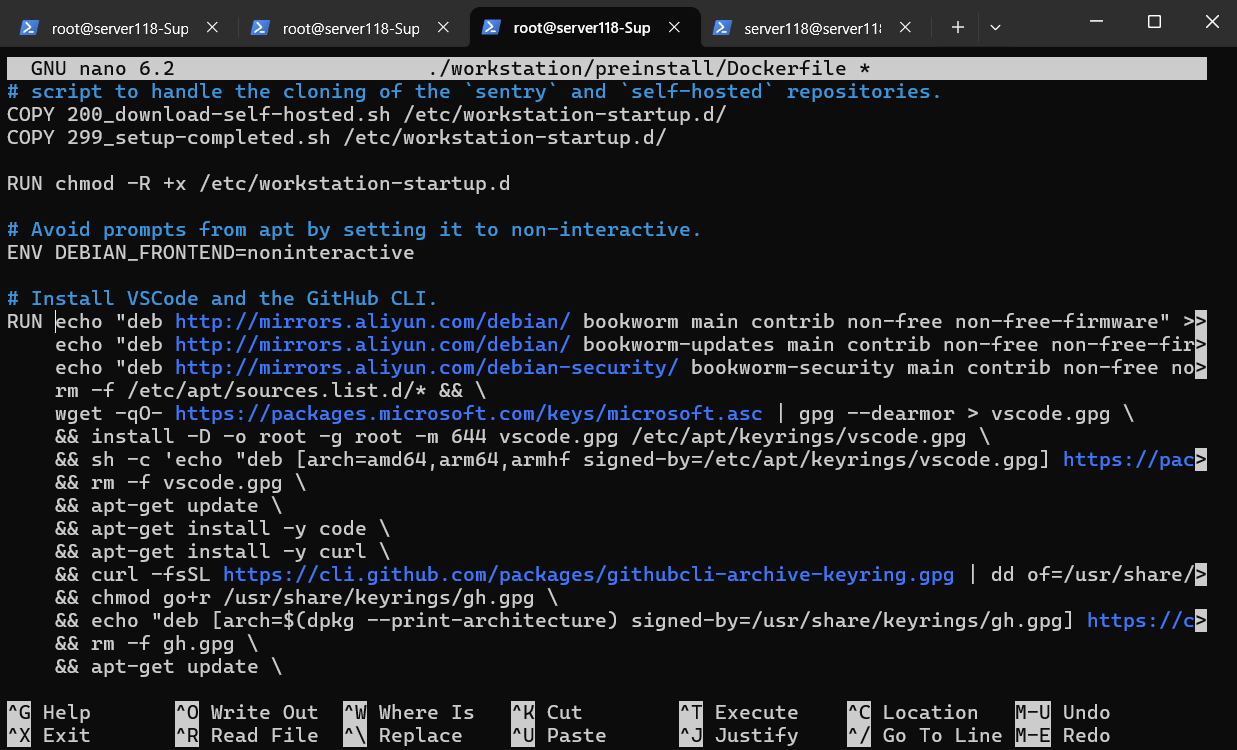 root@server118-Sup
root@server118-Sup
root@server118-Sup
server118@server11
GNU nano 6.2 ./workstation/preinstall/Dockerfile *
# script to handle the cloning of the `sentry` and `self-hosted` repositories.
COPY 200_download-self-hosted.sh /etc/workstation-startup.d/
COPY 299_setup-completed.sh /etc/workstation-startup.d/
RUN chmod -R +x /etc/workstation-startup.d
# Avoid prompts from apt by setting it to non-interactive.
ENV DEBIAN_FRONTEND=noninteractive
# Install VSCode and the GitHub CLI.
RUN echo "deb http://mirrors.aliyun.com/debian/ bookworm main contrib non-free non-free-firmware" >>
echo "deb http://mirrors.aliyun.com/debian/ bookworm-updates main contrib non-free non-free-fir>
echo "deb http://mirrors.aliyun.com/debian-security/ bookworm-security main contrib non-free no>
rm -f /etc/apt/sources.list.d/* && \
wget -qO- https://packages.microsoft.com/keys/microsoft.asc | gpg --dearmor > vscode.gpg \
&& install -D -o root -g root -m 644 vscode.gpg /etc/apt/keyrings/vscode.gpg \
&& sh -c 'echo "deb [arch=amd64,arm64,armhf signed-by=/etc/apt/keyrings/vscode.gpg] https://pac>
&& rm -f vscode.gpg \
&& apt-get update \
&& apt-get install -y code \
&& apt-get install -y curl \
&& curl -fsSL https://cli.github.com/packages/githubcli-archive-keyring.gpg | dd of=/usr/share/>
&& chmod go+r /usr/share/keyrings/gh.gpg \
&& echo "deb [arch=$(dpkg --print-architecture) signed-by=/usr/share/keyrings/gh.gpg] https://c>
&& rm -f gh.gpg \
&& apt-get update \
^G Help ^O Write Out ^W Where Is ^K Cut ^T Execute ^C Location M-U Undo
^X Exit ^R Read File ^\ Replace ^U Paste ^J Justify ^/ Go To Line M-E Redo